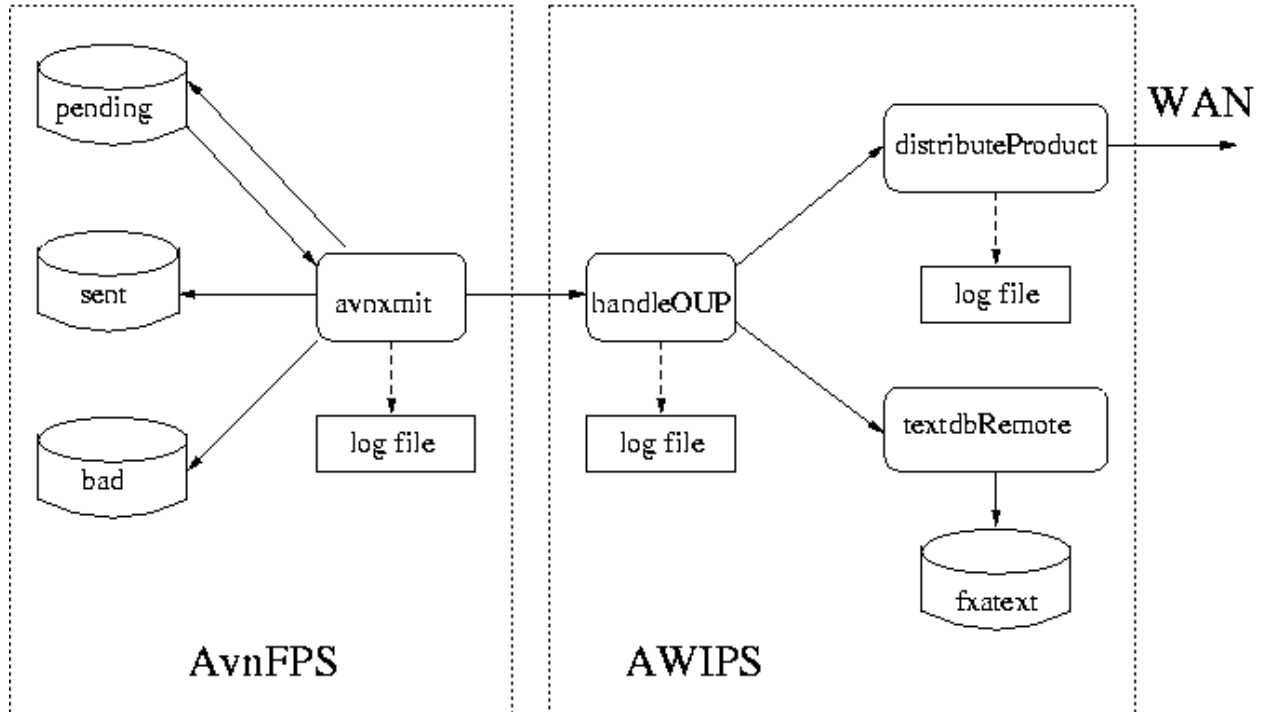 WAN
pending
distributeProduct
sent
avnxmit
handleOUP
log file
log file
log file
textdbRemote
bad
fxatext
AvnFPS
AWIPS